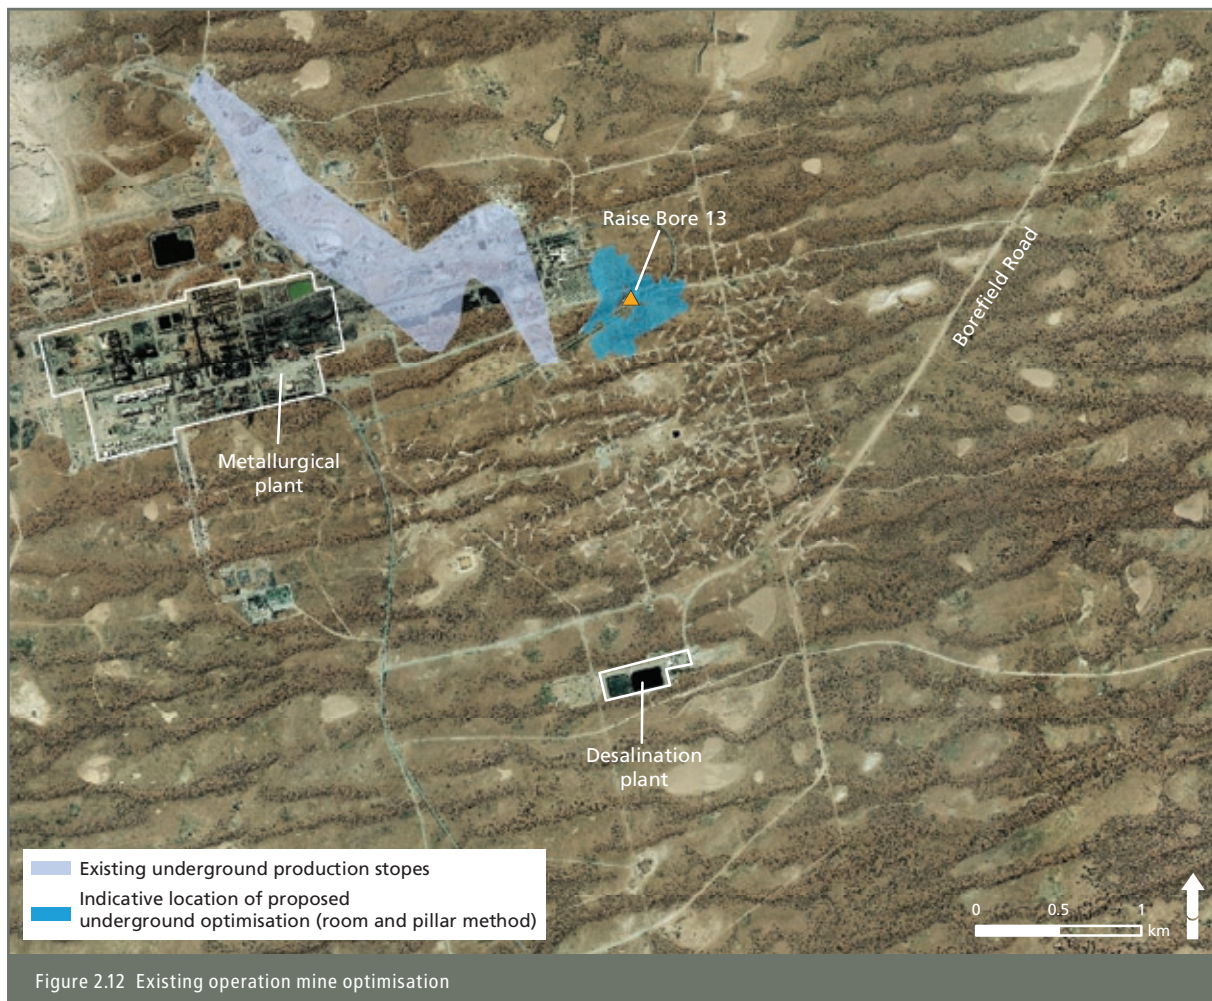 Raise Bore 13
Borefield Road
Metallurgical
plant
Desalination
plant
Existing underground production stopes
Indicative location of proposed
underground optimisation (room and pillar method)
0 0.5 1
km
Figure 2.12 Existing operation mine optimisation